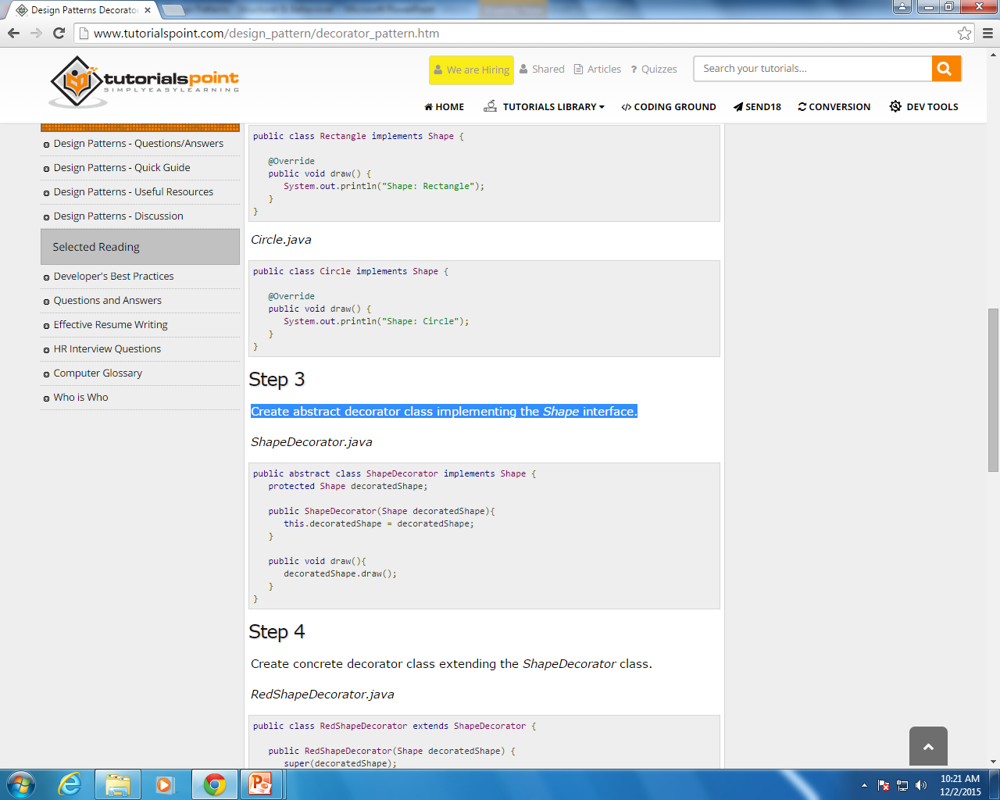 Design Patterns Decorato
www.tutorialspoint.com/design_pattern/decorator_pattern.htm
tutorialspoint
SIMPLYEASYLEARNING
We are Hiring
Shared
Articles
? Quizzes
Search your tutorials...
HOME
TUTORIALS LIBRARY
</> CODING GROUND
SEND18
CONVERSION
DEV TOOLS
Design Patterns - Questions/Answers
Design Patterns - Quick Guide
Design Patterns - Useful Resources
Design Patterns - Discussion
Selected Reading
Developer's Best Practices
Questions and Answers
Effective Resume Writing
HR Interview Questions
Computer Glossary
Who is Who
public class Rectangle implements Shape {
@Override
public void draw() {
System.out.println("Shape: Rectangle");
}
}
Circle.java
public class Circle implements Shape {
@Override
public void draw() {
System.out.println("Shape: Circle");
}
}
Step 3
Create abstract decorator class implementing the Shape interface.
ShapeDecorator.java
public abstract class ShapeDecorator implements Shape {
protected Shape decoratedShape;
public ShapeDecorator(Shape decoratedShape){
this.decoratedShape = decoratedShape;
}
public void draw(){
decoratedShape.draw();
}
}
Step 4
Create concrete decorator class extending the ShapeDecorator class.
RedShapeDecorator.java
public class RedShapeDecorator extends ShapeDecorator {
public RedShapeDecorator(Shape decoratedShape) {
super(decoratedShape);
10:21 AM
12/2/2015